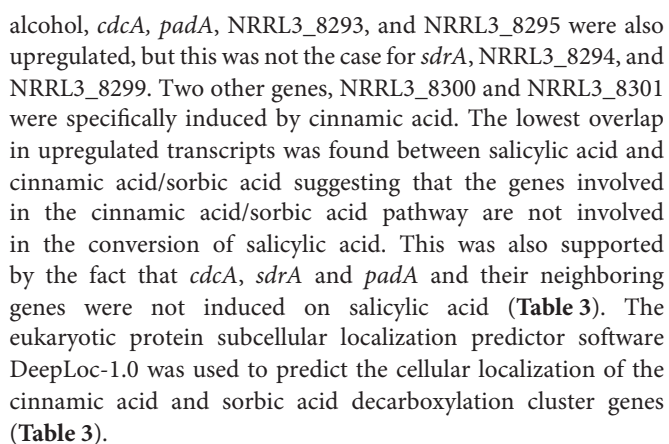 alcohol, cdcA, padA, NRRL3_8293, and NRRL3_8295 were also
upregulated, but this was not the case for sdrA, NRRL3_8294, and
NRRL3_8299. Two other genes, NRRL3_8300 and NRRL3_8301
were specifically induced by cinnamic acid. The lowest overlap
in upregulated transcripts was found between salicylic acid and
cinnamic acid/sorbic acid suggesting that the genes involved
in the cinnamic acid/sorbic acid pathway are not involved
in the conversion of salicylic acid. This was also supported
by the fact that cdcA, sdrA and padA and their neighboring
genes were not induced on salicylic acid (Table 3). The
eukaryotic protein subcellular localization predictor software
DeepLoc-1.0 was used to predict the cellular localization of the
cinnamic acid and sorbic acid decarboxylation cluster genes
(Table 3).